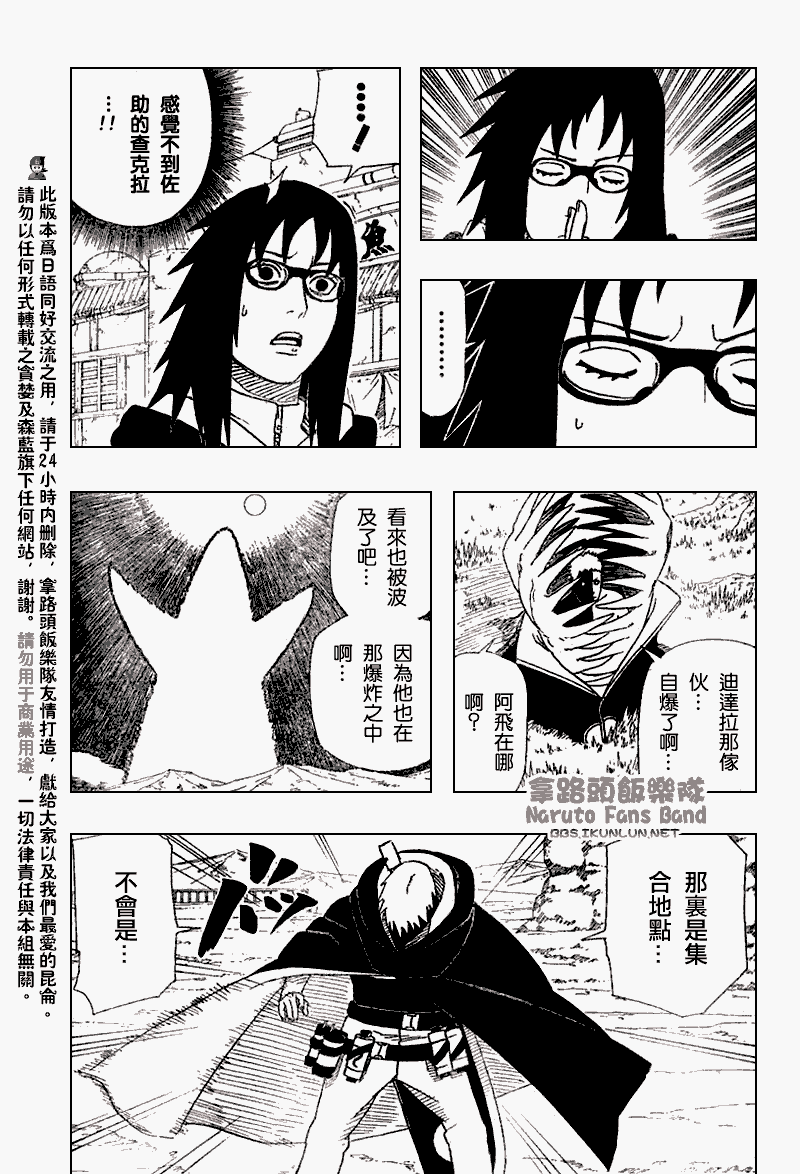 ……！
感覺不到佐
助的查克拉
…!!
魚
………
迪達拉那傢
伙…
自爆了啊…
阿飛在哪
啊？
看來也被波
及了吧…
因為他也在
那爆炸之中
啊…
那裏是集
合地點…
不會是…
ドドッ
拿路頭飯樂隊
Naruto Fans Band
BBS.IKUNLUN.NET
此版本爲日語同好交流之用，請于24小時内刪除，拿路頭飯樂隊友情打造，獻給大家以及我們最愛的昆侖。
請勿以任何形式轉載之貪婪及森藍旗下任何網站，謝謝。請勿用于商業用途，一切法律責任與本組無關。